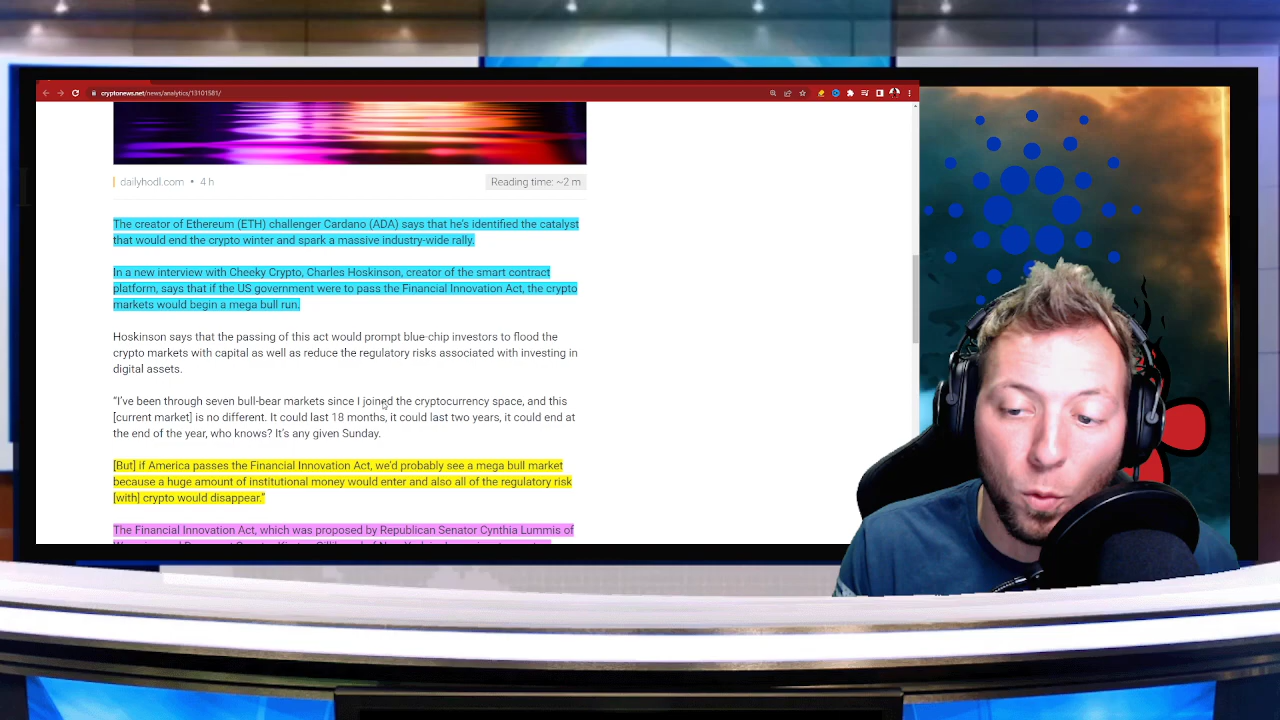 cryptonews.net/news/analytics/13101581/
dailyhodl.com • 4 h
Reading time: ~2 m
The creator of Ethereum (ETH) challenger Cardano (ADA) says that he's identified the catalyst
that would end the crypto winter and spark a massive industry-wide rally.
In a new interview with Cheeky Crypto, Charles Hoskinson, creator of the smart contract
platform, says that if the US government were to pass the Financial Innovation Act, the crypto
markets would begin a mega bull run.
Hoskinson says that the passing of this act would prompt blue-chip investors to flood the
crypto markets with capital as well as reduce the regulatory risks associated with investing in
digital assets.
“I've been through seven bull-bear markets since I joined the cryptocurrency space, and this
[current market] is no different. It could last 18 months, it could last two years, it could end at
the end of the year, who knows? It's any given Sunday.
[But] if America passes the Financial Innovation Act, we'd probably see a mega bull market
because a huge amount of institutional money would enter and also all of the regulatory risk
[with] crypto would disappear.”
The Financial Innovation Act, which was proposed by Republican Senator Cynthia Lummis of